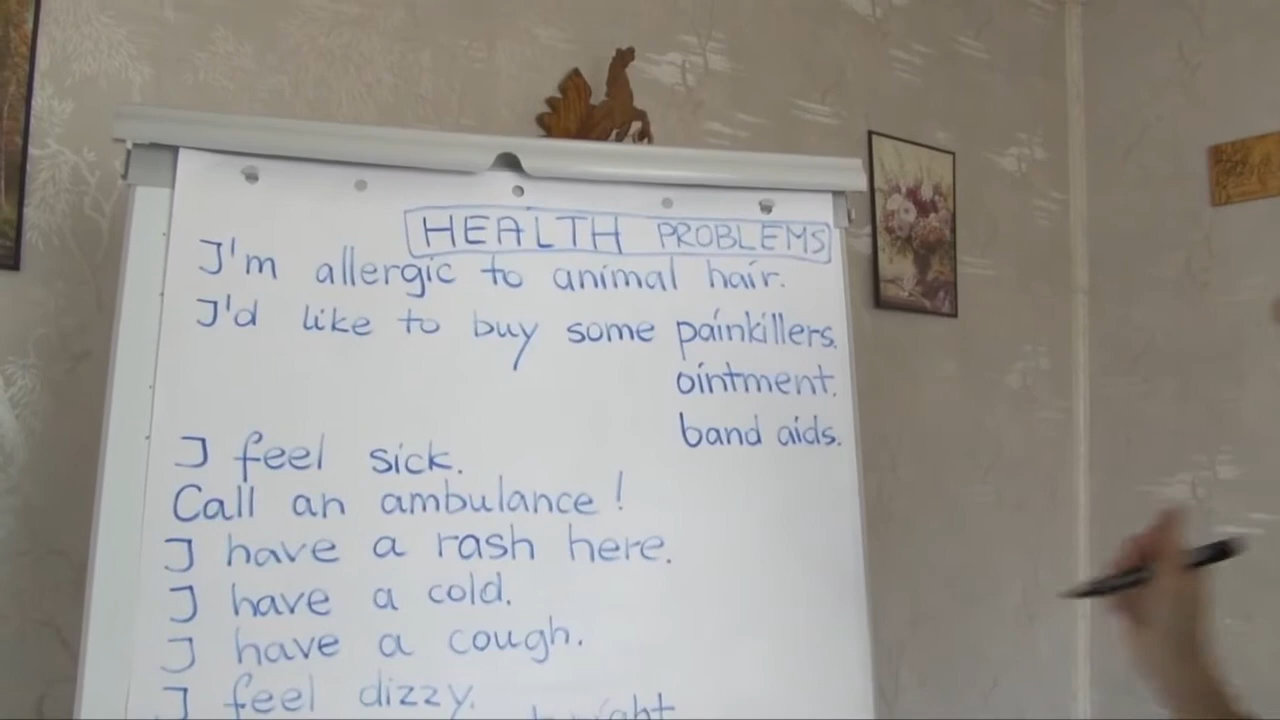 HEALTH PROBLEMS
I'm allergic to animal hair.
I'd like to buy some painkillers.
ointment.
band aids.
I feel sick.
Call an ambulance!
I have a rash here.
I have a cold.
I have a cough.
I feel dizzy.